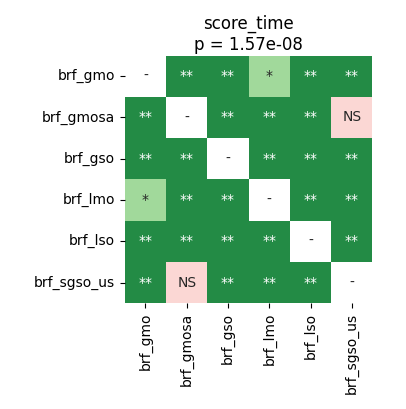 score_time
p = 1.57e-08
brf_gmo - ** ** * ** **
brf_gmosa ** - ** ** ** NS
brf_gso ** ** - ** ** **
brf_lmo * ** ** - ** **
brf_lso ** ** ** ** - **
brf_sgso_us ** NS ** ** ** -
brf_gmo
brf_gmosa
brf_gso
brf_lmo
brf_lso
brf_sgso_us